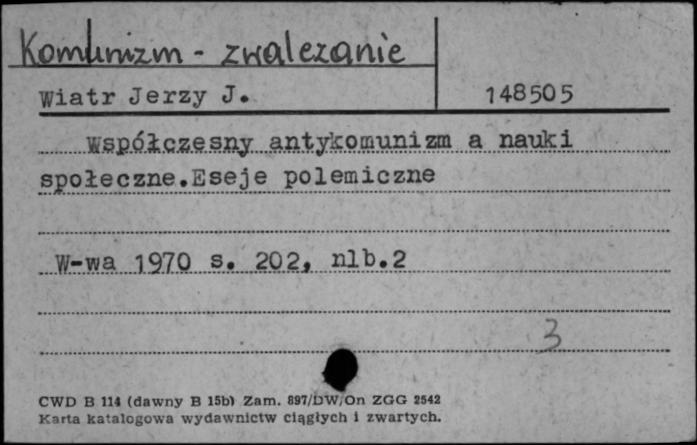 Komunizm - zwalczanie
Wiatr Jerzy J. 148505
Współczesny antykomunizm a nauki
społeczne.Eseje polemiczne
W-wa 1970 s. 202, nlb.2
3
CWD B 114 (dawny B 15b) Zam. 897/DW/On ZGG 2542
Karta katalogowa wydawnictw ciągłych i zwartych.